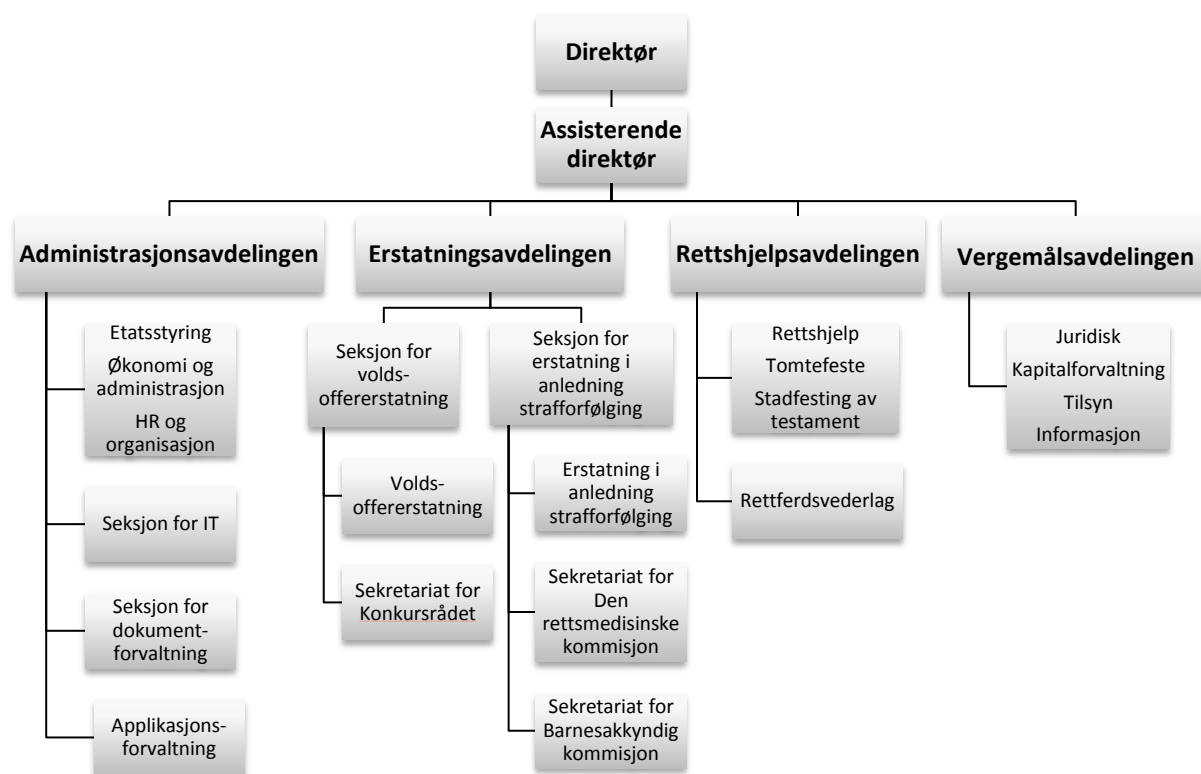 Direktør
Assisterende
direktør
Administrasjonsavdelingen
Etatsstyring
Økonomi og
administrasjon
HR og
organisasjon
Seksjon for IT
Seksjon for
dokument-
forvaltning
Applikasjons-
forvaltning
Erstatningsavdelingen
Seksjon for
volds-
offererstatning
Volds-
offererstatning
Sekretariat for
Konkursrådet
Seksjon for
erstatning i
anledning
strafforfølging
Erstatning i
anledning
strafforfølging
Sekretariat for
Den
rettsmedisinske
kommisjon
Sekretariat for
Barnesakkyndig
kommisjon
Rettshjelpsavdelingen
Rettshjelp
Tomtefeste
Stadfesting av
testament
Rettferdsvederlag
Vergemålsavdelingen
Juridisk
Kapitalforvaltning
Tilsyn
Informasjon